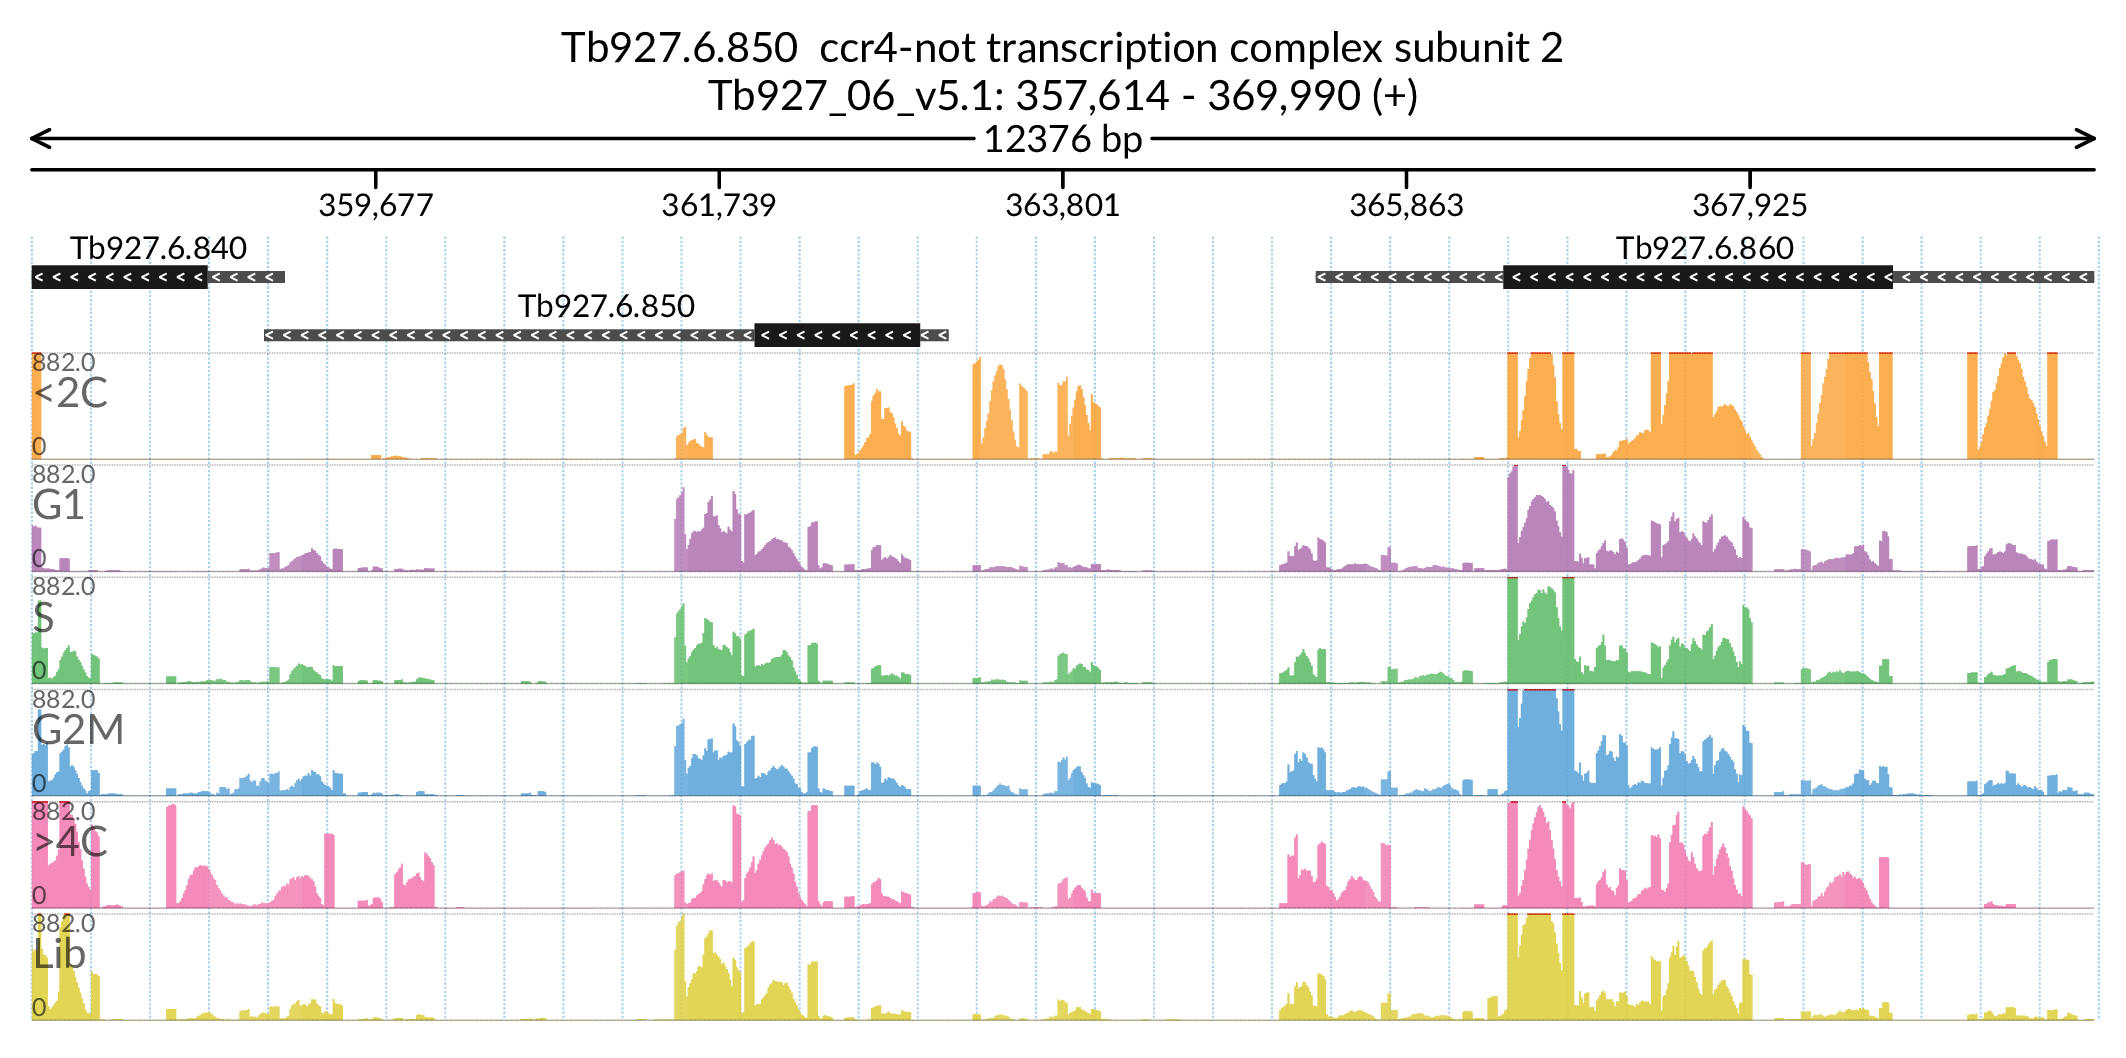 Tb927.6.850  ccr4-not transcription complex subunit 2
Tb927_06_v5.1: 357,614 - 369,990 (+)
12376 bp
359,677 361,739 363,801 365,863 367,925
Tb927.6.840 Tb927.6.860
Tb927.6.850
882.0
<2C
0
882.0
G1
0
882.0
S
0
882.0
G2M
0
882.0
>4C
0
882.0
Lib
0